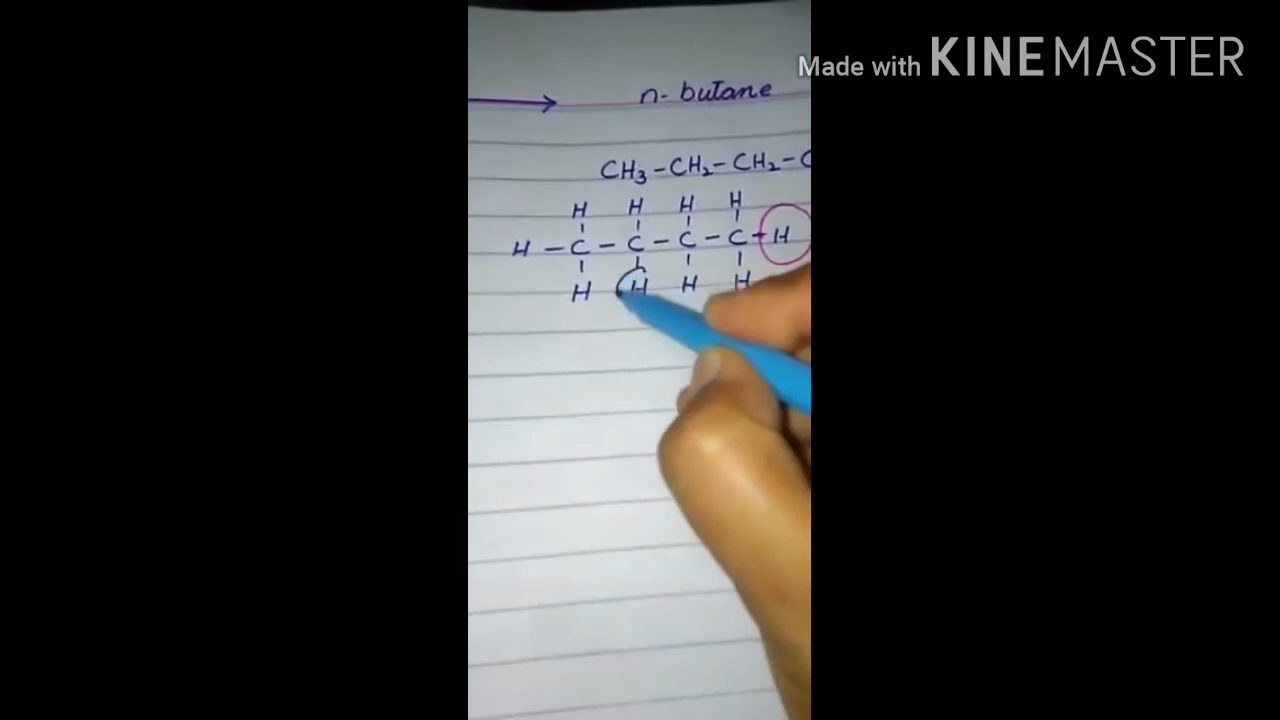 Made with KINEMASTER
n- butane
CH₃ – CH₂ – CH₂ – C
H H H H
H – C – C – C – C – H
H H H H